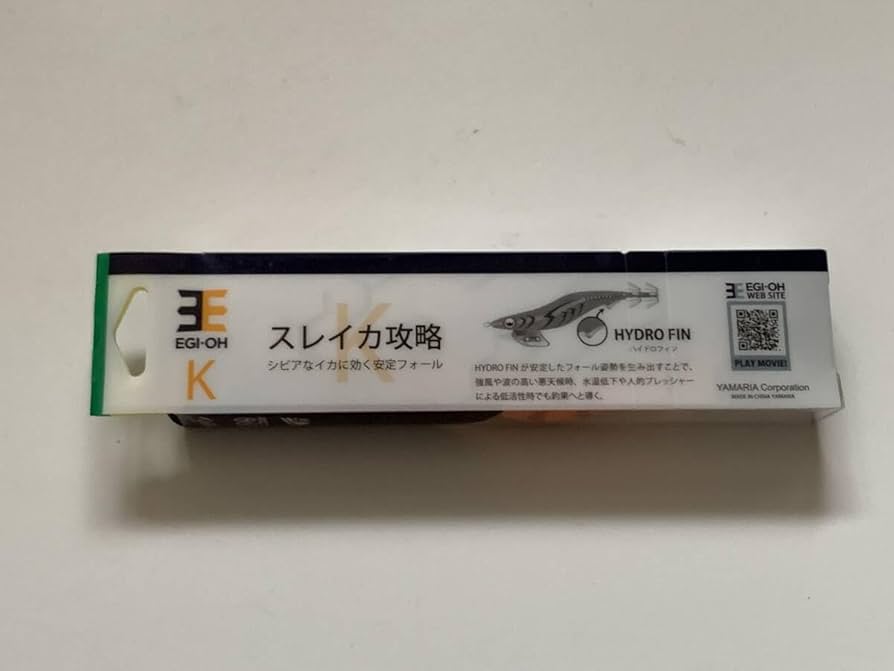 EGI-OH
K
K
スレイカ攻略
シビアなイカに効く安定フォール
HYDRO FIN
ハイドロフィン
HYDRO FIN が安定したフォール姿勢を生み出すことで、
強風や波の高い悪天候時、水温低下や人的プレッシャー
による低活性時でも釣果へと導く。
EGI-OH
WEB SITE
PLAY MOVIE!
YAMARIA Corporation
MADE IN CHINA YAMARIA